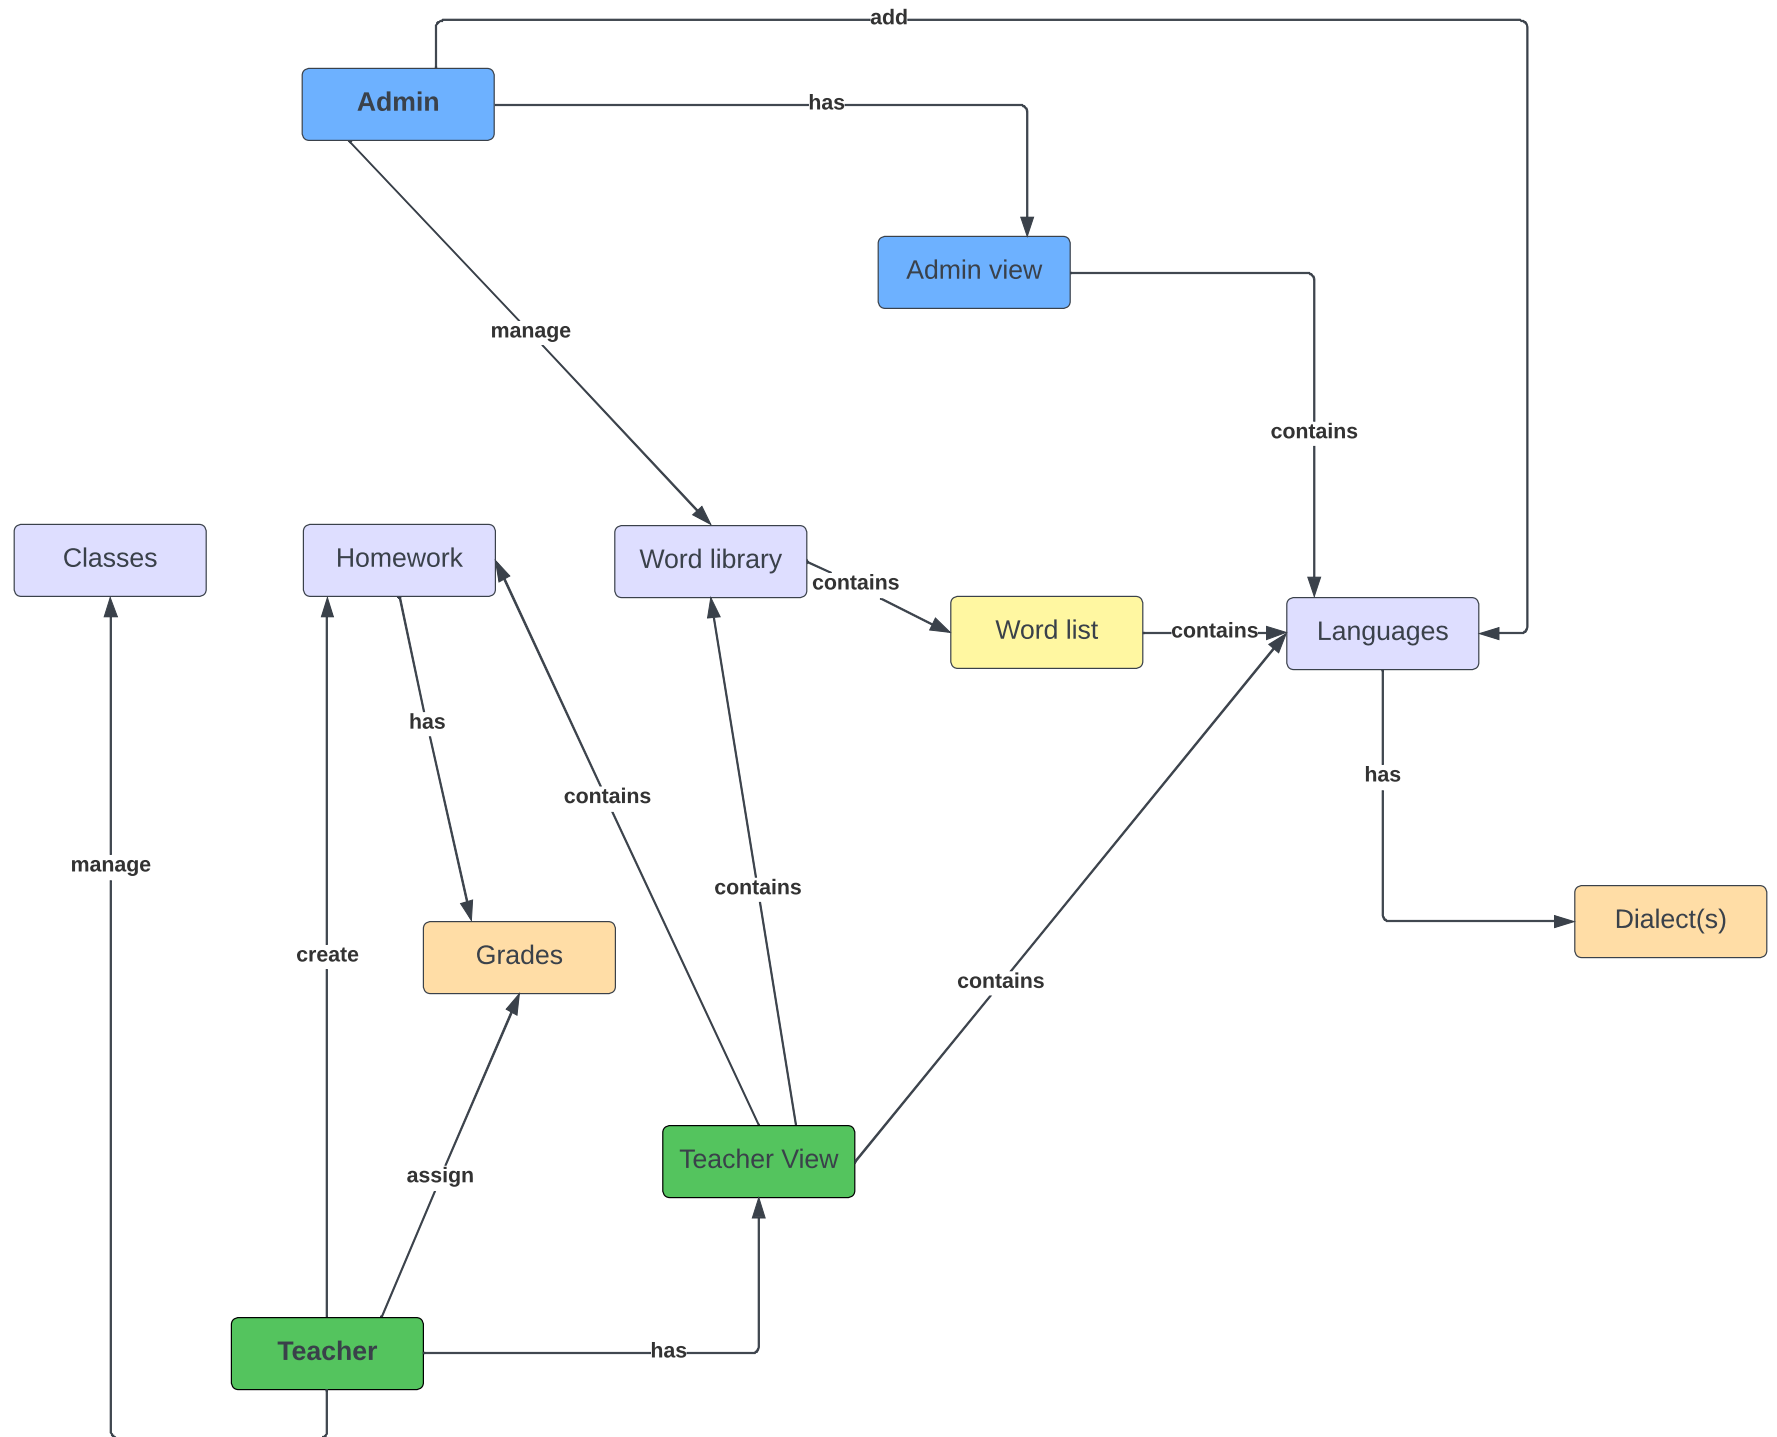 add
Admin
has
Admin view
manage
contains
Classes
Homework
Word library
contains
Word list
contains
Languages
has
contains
has
manage
contains
Dialect(s)
create
Grades
contains
Teacher View
assign
Teacher
has